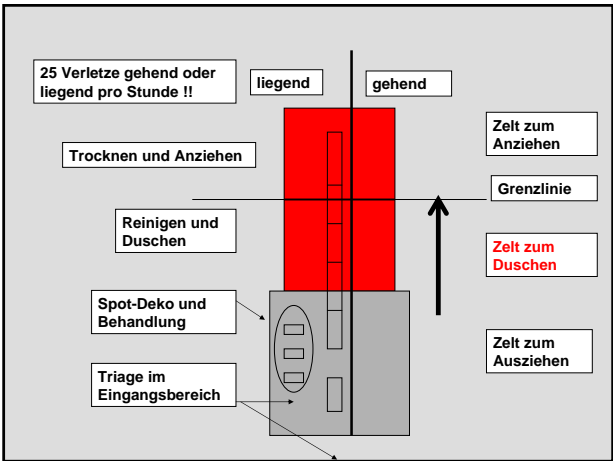 25 Verletze gehend oder
liegend pro Stunde !!
liegend
gehend
Zelt zum
Anziehen
Trocknen und Anziehen
Grenzlinie
Reinigen und
Duschen
Zelt zum
Duschen
Spot-Deko und
Behandlung
Zelt zum
Ausziehen
Triage im
Eingangsbereich